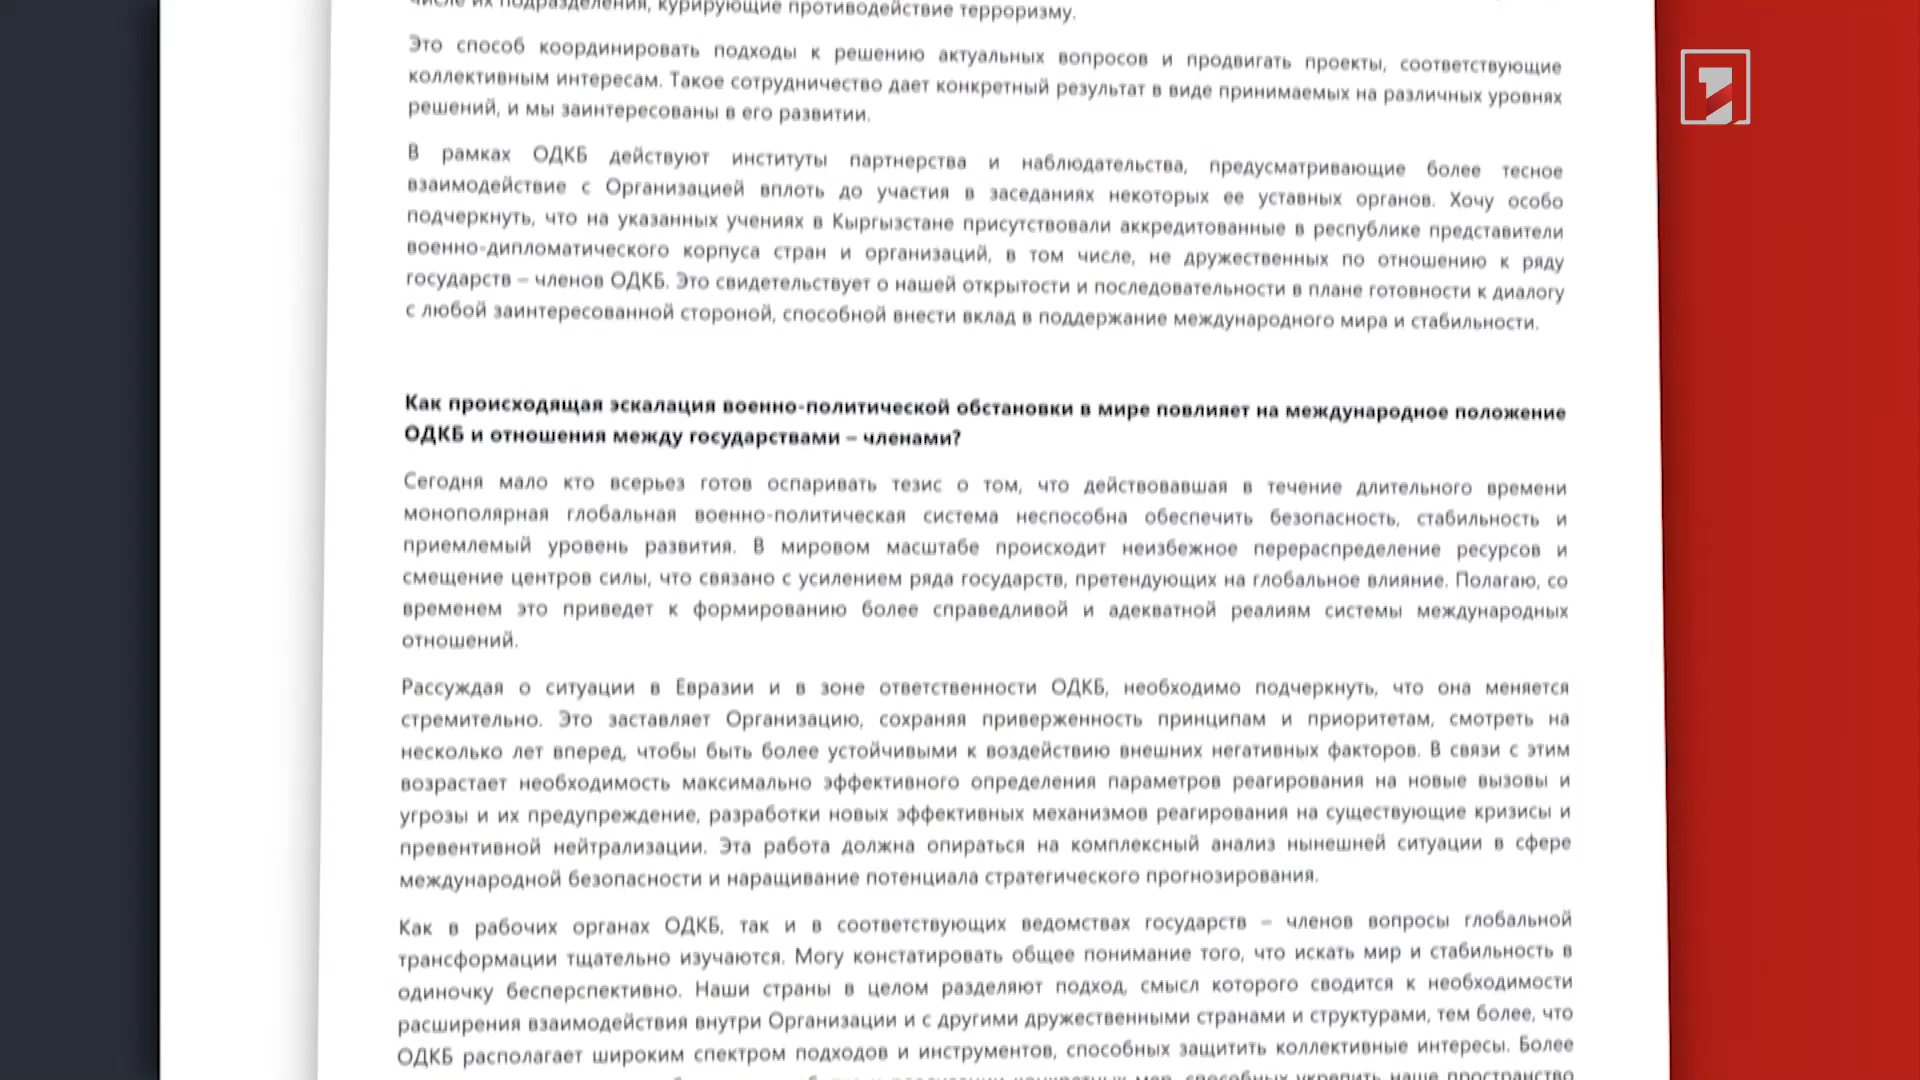 их подразделения, курирующие противодействие терроризму.
Это способ координировать подходы к решению актуальных вопросов и продвигать проекты, соответствующие
коллективным интересам. Такое сотрудничество дает конкретный результат в виде принимаемых на различных уровнях
решений, и мы заинтересованы в его развитии.
В рамках ОДКБ действуют институты партнерства и наблюдательства, предусматривающие более тесное
взаимодействие с Организацией вплоть до участия в заседаниях некоторых ее уставных органов. Хочу особо
подчеркнуть, что на указанных учениях в Кыргызстане присутствовали аккредитованные в республике представители
военно-дипломатического корпуса стран и организаций, в том числе, не дружественных по отношению к ряду
государств – членов ОДКБ. Это свидетельствует о нашей открытости и последовательности в плане готовности к диалогу
с любой заинтересованной стороной, способной внести вклад в поддержание международного мира и стабильности.
Как происходящая эскалация военно-политической обстановки в мире повлияет на международное положение
ОДКБ и отношения между государствами – членами?
Сегодня мало кто всерьез готов оспаривать тезис о том, что действовавшая в течение длительного времени
монополярная глобальная военно-политическая система неспособна обеспечить безопасность, стабильность и
приемлемый уровень развития. В мировом масштабе происходит неизбежное перераспределение ресурсов и
смещение центров силы, что связано с усилением ряда государств, претендующих на глобальное влияние. Полагаю, со
временем это приведет к формированию более справедливой и адекватной реалиям системы международных
отношений.
Рассуждая о ситуации в Евразии и в зоне ответственности ОДКБ, необходимо подчеркнуть, что она меняется
стремительно. Это заставляет Организацию, сохраняя приверженность принципам и приоритетам, смотреть на
несколько лет вперед, чтобы быть более устойчивыми к воздействию внешних негативных факторов. В связи с этим
возрастает необходимость максимально эффективного определения параметров реагирования на новые вызовы и
угрозы и их предупреждение, разработки новых эффективных механизмов реагирования на существующие кризисы и
превентивной нейтрализации. Эта работа должна опираться на комплексный анализ нынешней ситуации в сфере
международной безопасности и наращивание потенциала стратегического прогнозирования.
Как в рабочих органах ОДКБ, так и в соответствующих ведомствах государств – членов вопросы глобальной
трансформации тщательно изучаются. Могу констатировать общее понимание того, что искать мир и стабильность в
одиночку бесперспективно. Наши страны в целом разделяют подход, смысл которого сводится к необходимости
расширения взаимодействия внутри Организации и с другими дружественными странами и структурами, тем более, что
ОДКБ располагает широким спектром подходов и инструментов, способных защитить коллективные интересы. Более
способных укрепить наше пространство